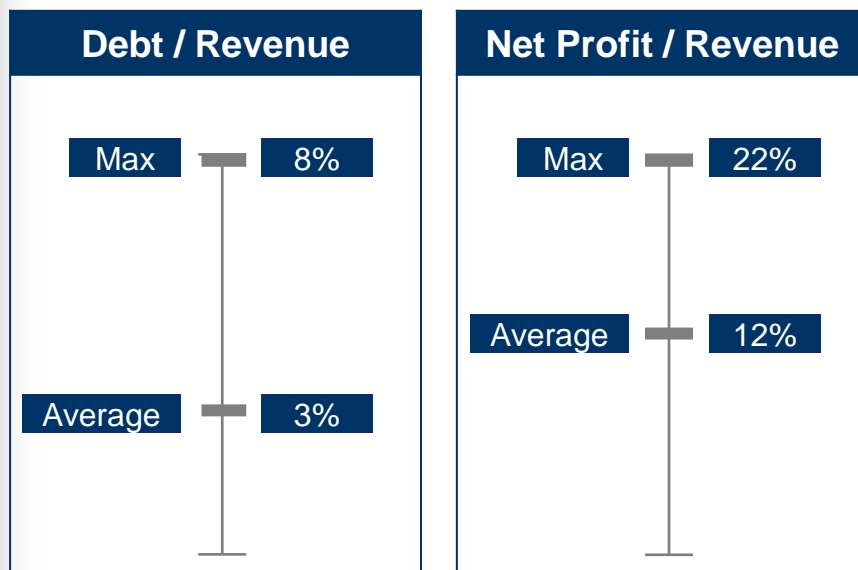 Debt / Revenue
Max 8%
Average 3%
Net Profit / Revenue
Max 22%
Average 12%